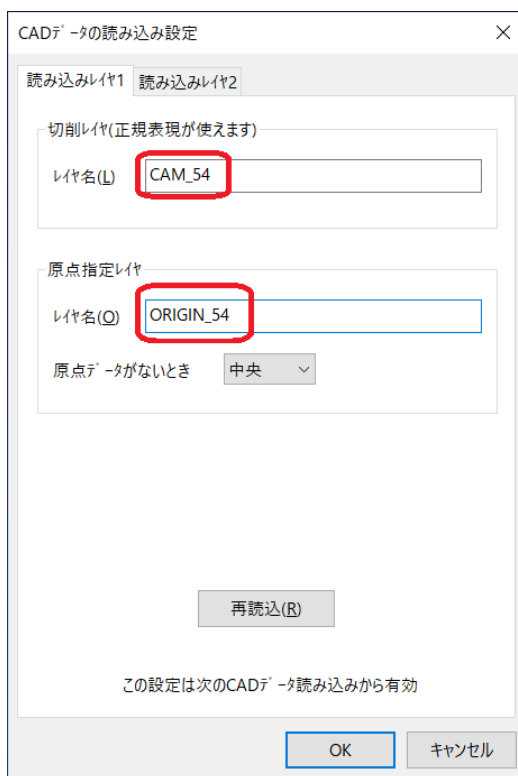 CADﾃﾞｰﾀの読み込み設定
読み込みﾚｲﾔ1 読み込みﾚｲﾔ2
切削ﾚｲﾔ(正規表現が使えます)
ﾚｲﾔ名(L) CAM_54
原点指定ﾚｲﾔ
ﾚｲﾔ名(O) ORIGIN_54
原点ﾃﾞｰﾀがないとき 中央
再読込(R)
この設定は次のCADﾃﾞｰﾀ読み込みから有効
OK ｷｬﾝｾﾙ